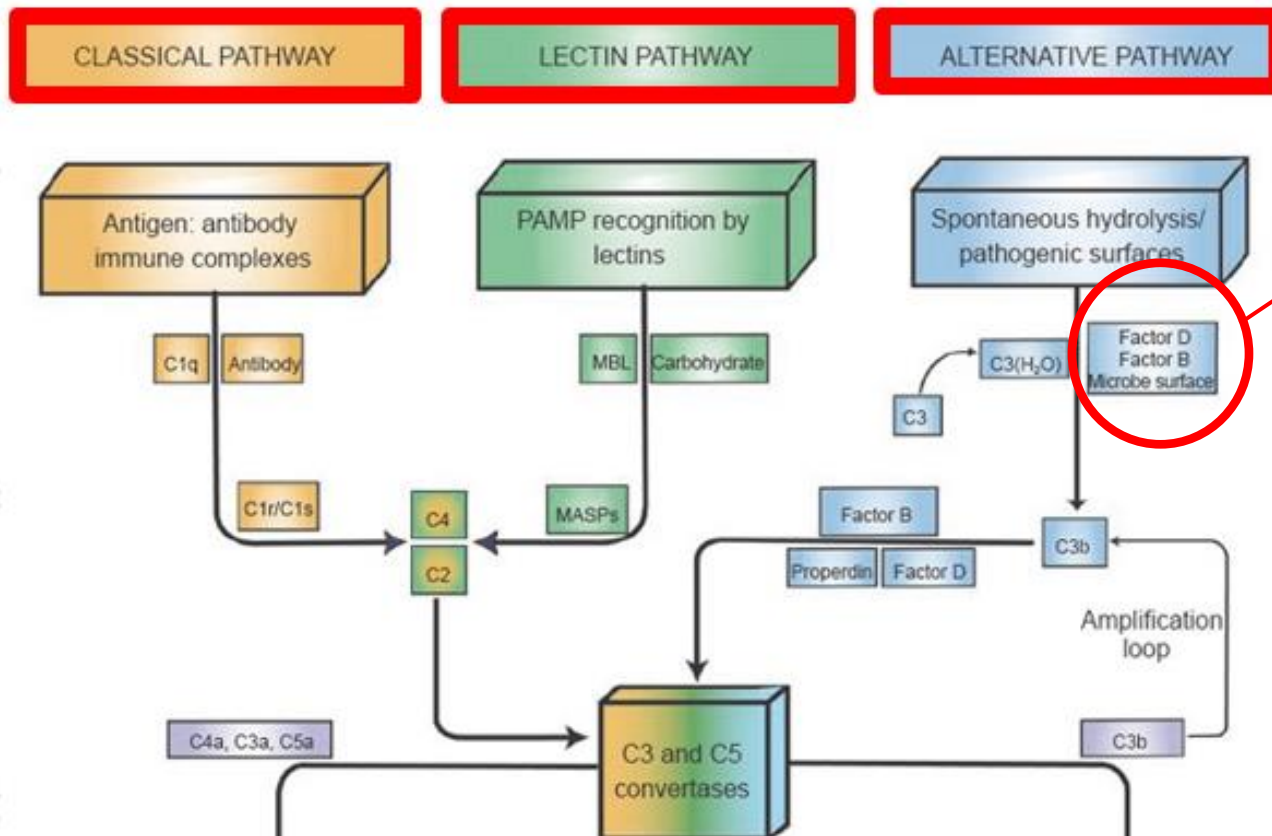 CLASSICAL PATHWAY
LECTIN PATHWAY
ALTERNATIVE PATHWAY
Antigen: antibody
immune complexes
PAMP recognition by
lectins
Spontaneous hydrolysis/
pathogenic surfaces
C1q
Antibody
MBL
Carbohydrate
C3(H₂O)
Factor D
Factor B
Microbe surface
C3
C1r/C1s
C4
C2
MASPs
Factor B
Properdin
Factor D
C3b
Amplification
loop
C4a, C3a, C5a
C3 and C5
convertases
C3b